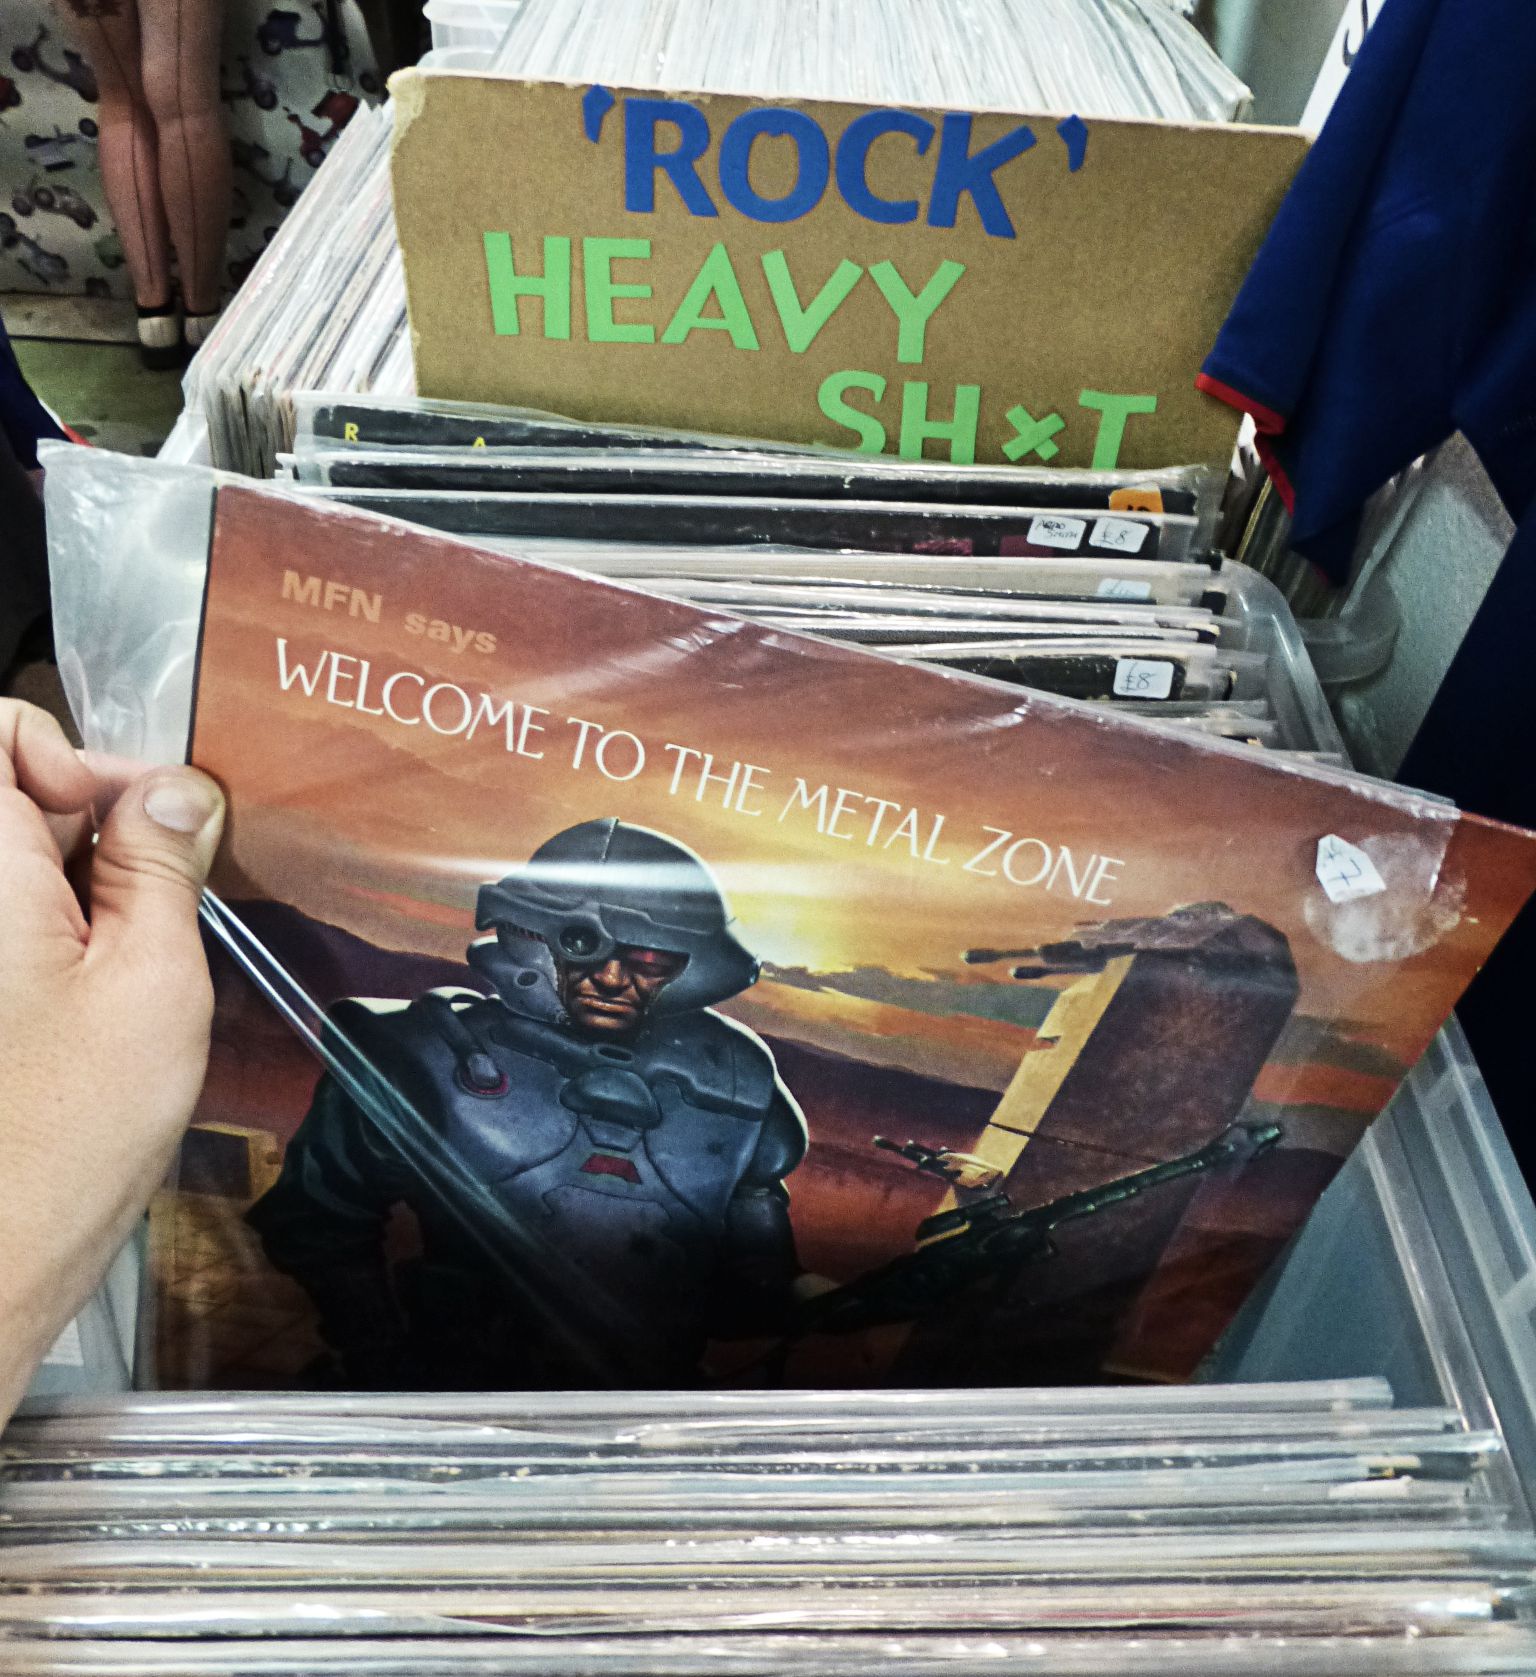 'ROCK'
HEAVY
SH×T
R A
£8
£8
MFN says
WELCOME TO THE METAL ZONE